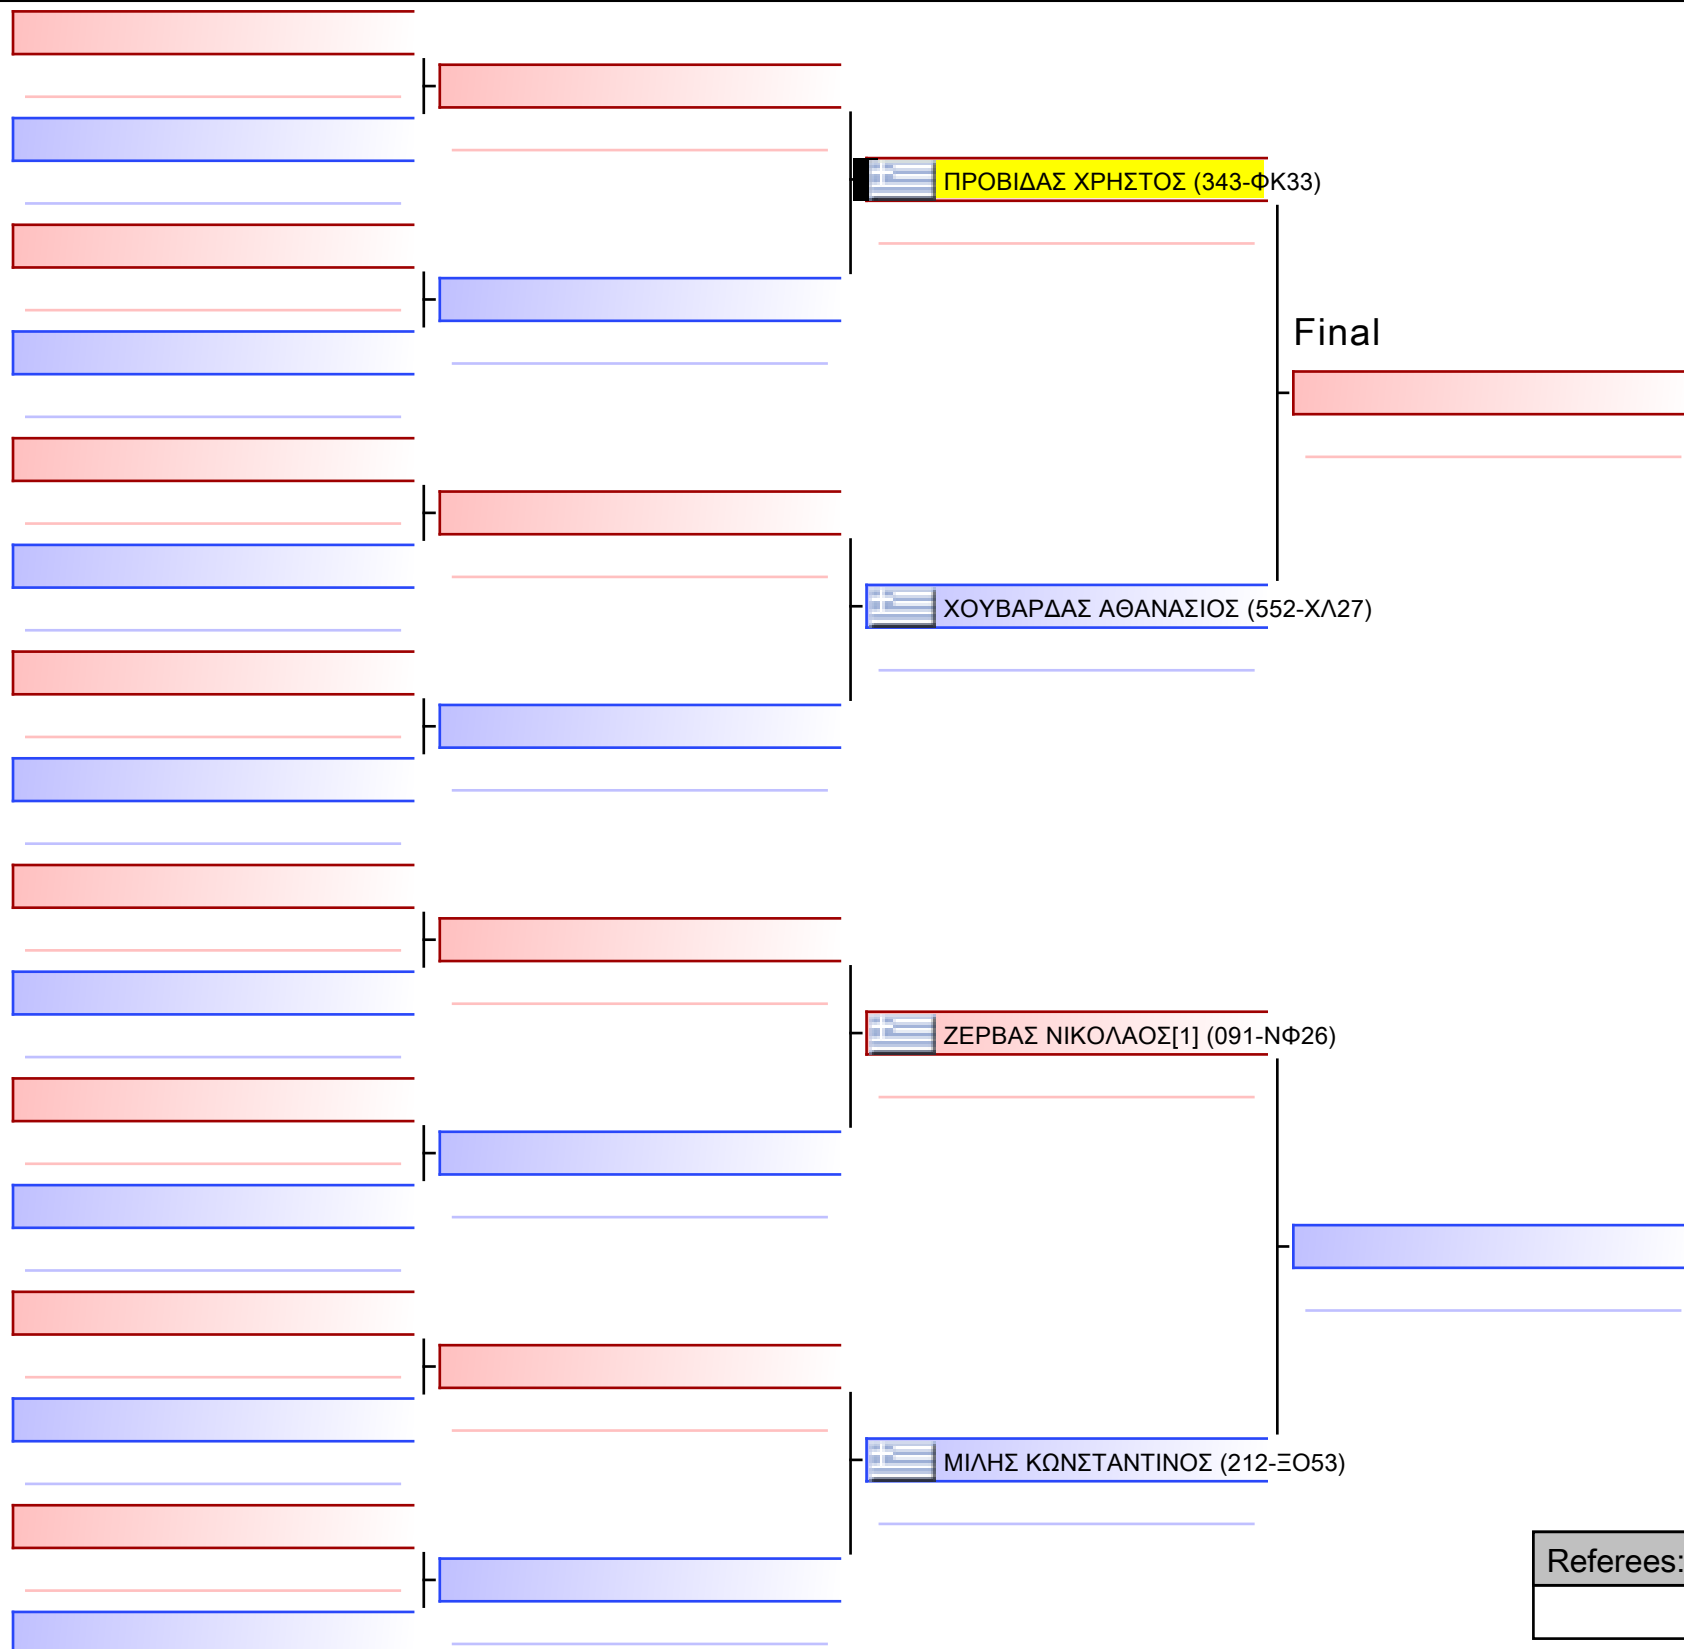 ΠΡΟΒΙΔΑΣ ΧΡΗΣΤΟΣ (343-ΦΚ33)
Final
ΧΟΥΒΑΡΔΑΣ ΑΘΑΝΑΣΙΟΣ (552-ΧΛ27)
ΖΕΡΒΑΣ ΝΙΚΟΛΑΟΣ[1] (091-ΝΦ26)
ΜΙΛΗΣ ΚΩΝΣΤΑΝΤΙΝΟΣ (212-ΞΟ53)
Referees: